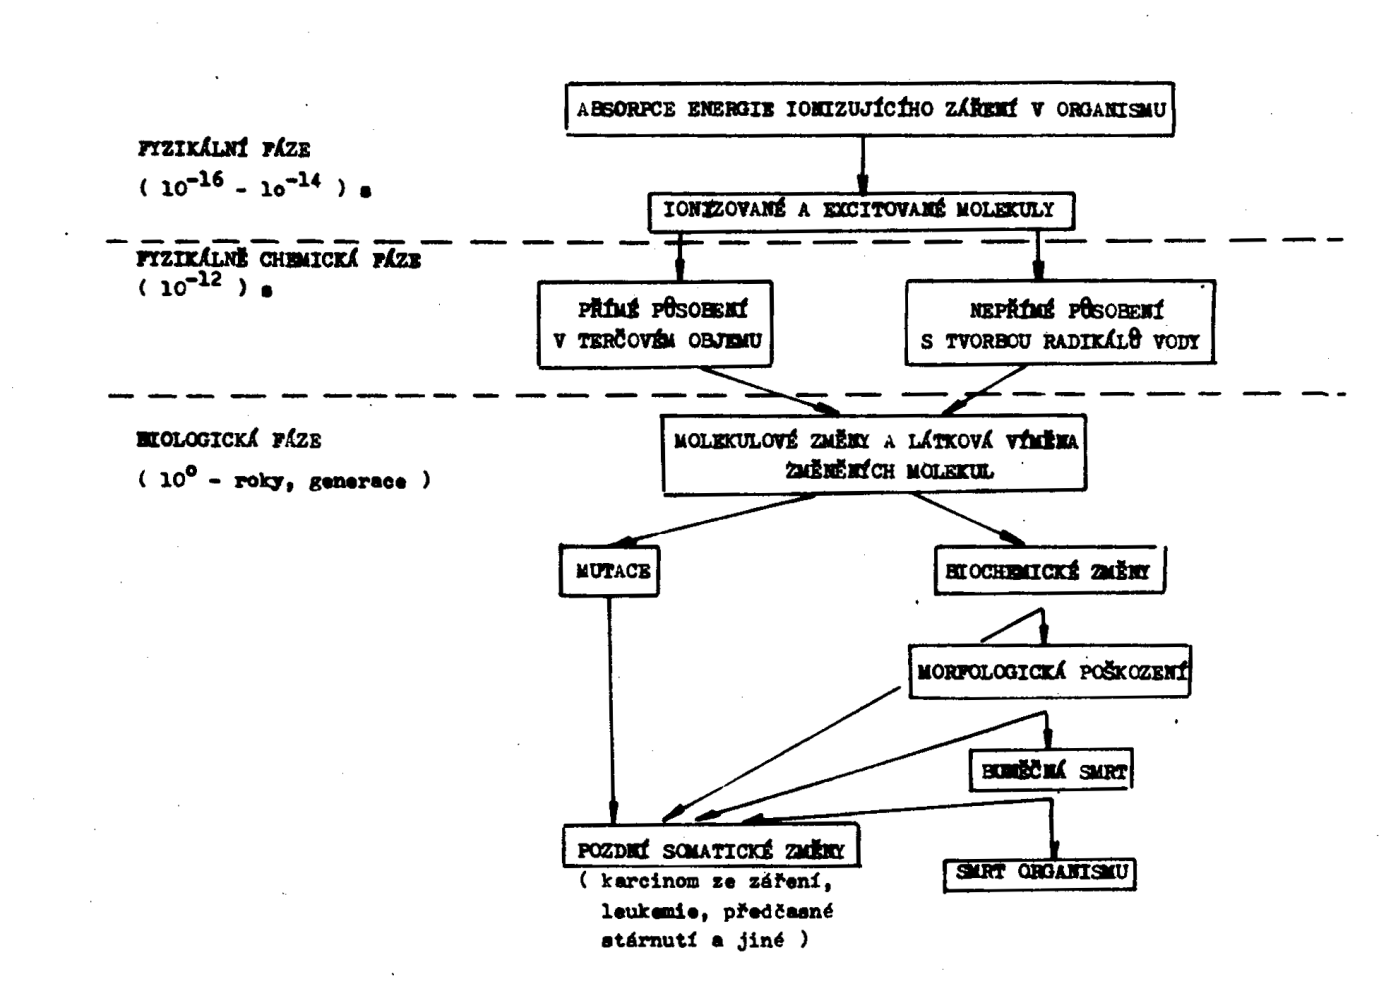 ABSORPCE ENERGIE IONIZUJÍCÍHO ZÁŘENÍ V ORGANISMU
FYZIKÁLNÍ FÁZE
( 10⁻¹⁶ - 10⁻¹⁴ ) s
IONIZOVANÉ A EXCITOVANÉ MOLEKULY
FYZIKÁLNĚ CHEMICKÁ FÁZE
( 10⁻¹² ) s
PŘÍMÉ PŮSOBENÍ
V TERČOVÉM OBJEMU
NEPŘÍMÉ PŮSOBENÍ
S TVORBOU RADIKÁLŮ VODY
BIOLOGICKÁ FÁZE
( 10⁰ - roky, generace )
MOLEKULOVÉ ZMĚNY A LÁTKOVÁ VÝMĚNA
ZMĚNĚNÝCH MOLEKUL
MUTACE
BIOCHEMICKÉ ZMĚNY
MORFOLOGICKÁ POŠKOZENÍ
BUNĚČNÁ SMRT
POZDNÍ SOMATICKÉ ZMĚNY
( karcinom ze záření,
leukemie, předčasné
stárnutí a jiné )
SMRT ORGANISMU